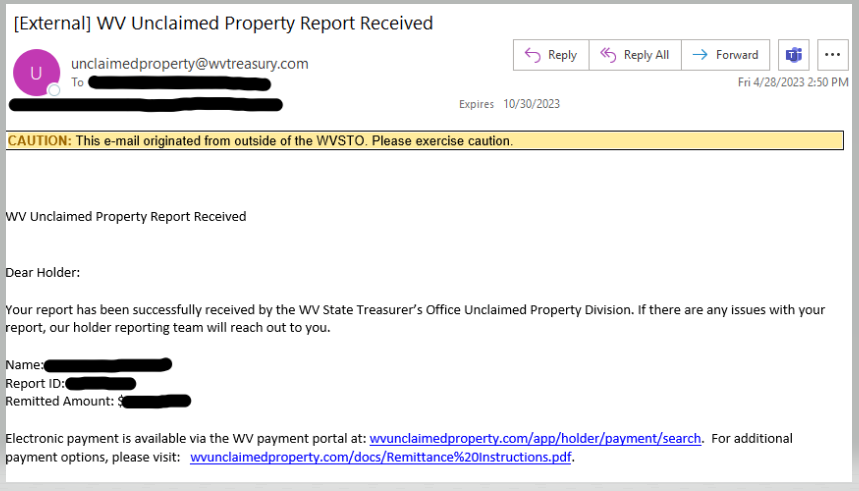 [External] WV Unclaimed Property Report Received
U
unclaimedproperty@wvtreasury.com
To
Reply
Reply All
Forward
Fri 4/28/2023 2:50 PM
Expires 10/30/2023
CAUTION: This e-mail originated from outside of the WVSTO. Please exercise caution.
WV Unclaimed Property Report Received
Dear Holder:
Your report has been successfully received by the WV State Treasurer's Office Unclaimed Property Division. If there are any issues with your
report, our holder reporting team will reach out to you.
Name:
Report ID:
Remitted Amount: $
Electronic payment is available via the WV payment portal at: wvunclaimedproperty.com/app/holder/payment/search. For additional
payment options, please visit: wvunclaimedproperty.com/docs/Remittance%20Instructions.pdf.